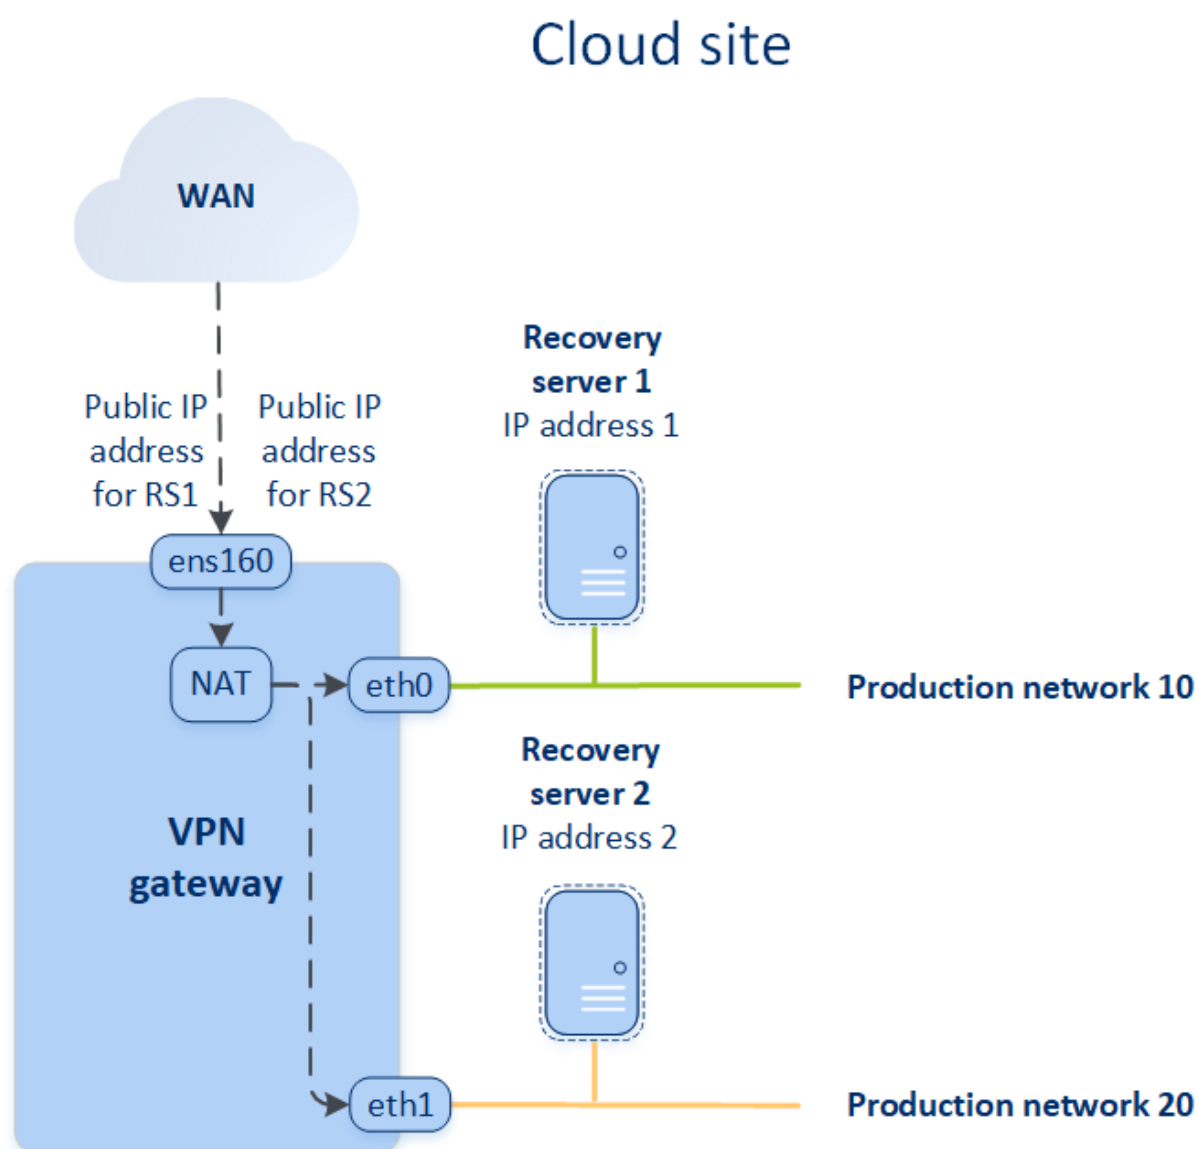 Cloud site
WAN
Public IP
address
for RS1
Public IP
address
for RS2
Recovery
server 1
IP address 1
ens160
NAT
eth0
Production network 10
Recovery
server 2
IP address 2
VPN
gateway
eth1
Production network 20